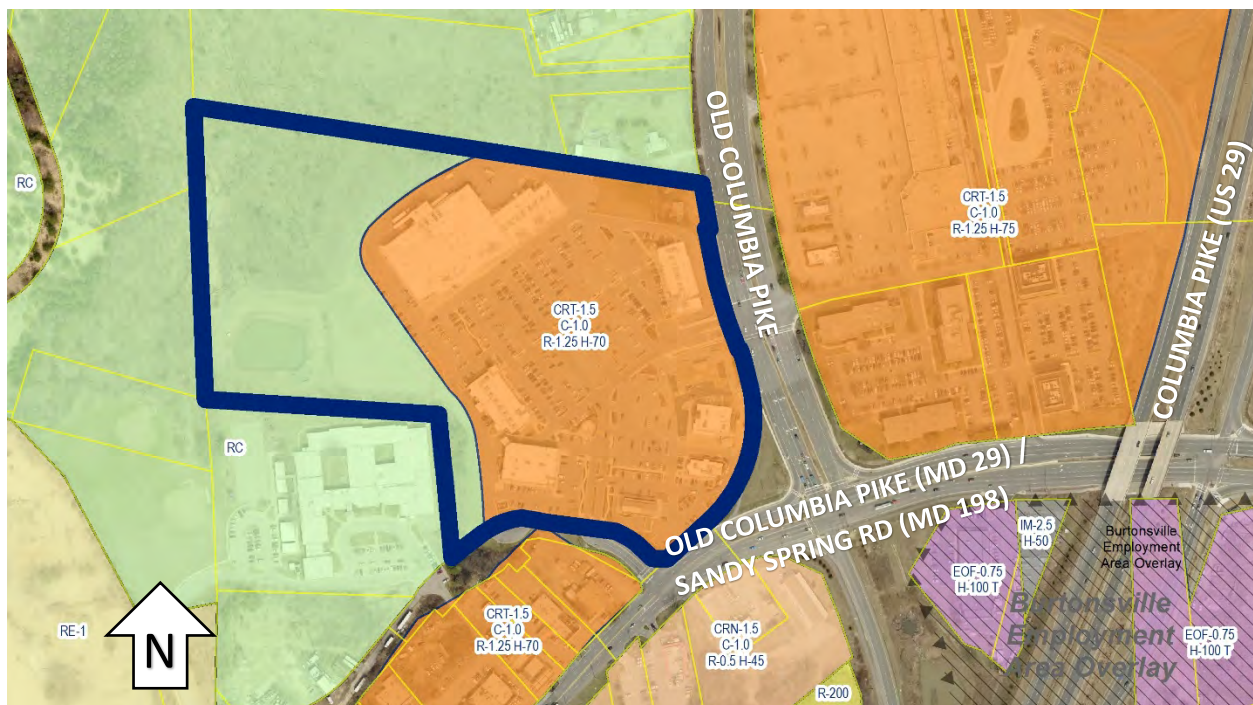 OLD COLUMBIA PIKE
COLUMBIA PIKE (US 29)
RC
CRT-1.5
C-1.0
R-1.25 H-75
CRT-1.5
C-1.0
R-1.25 H-70
RC
OLD COLUMBIA PIKE (MD 29) /
SANDY SPRING RD (MD 198)
IM-2.5
H-50
Burtonsville
Employment
Area Overlay
EOF-0.75
H-100 T
Burtonsville
Employment
Area Overlay
EOF-0.75
H-100 T
CRT-1.5
C-1.0
R-1.25 H-70
CRN-1.5
C-1.0
R-0.5 H-45
RE-1
N
R-200